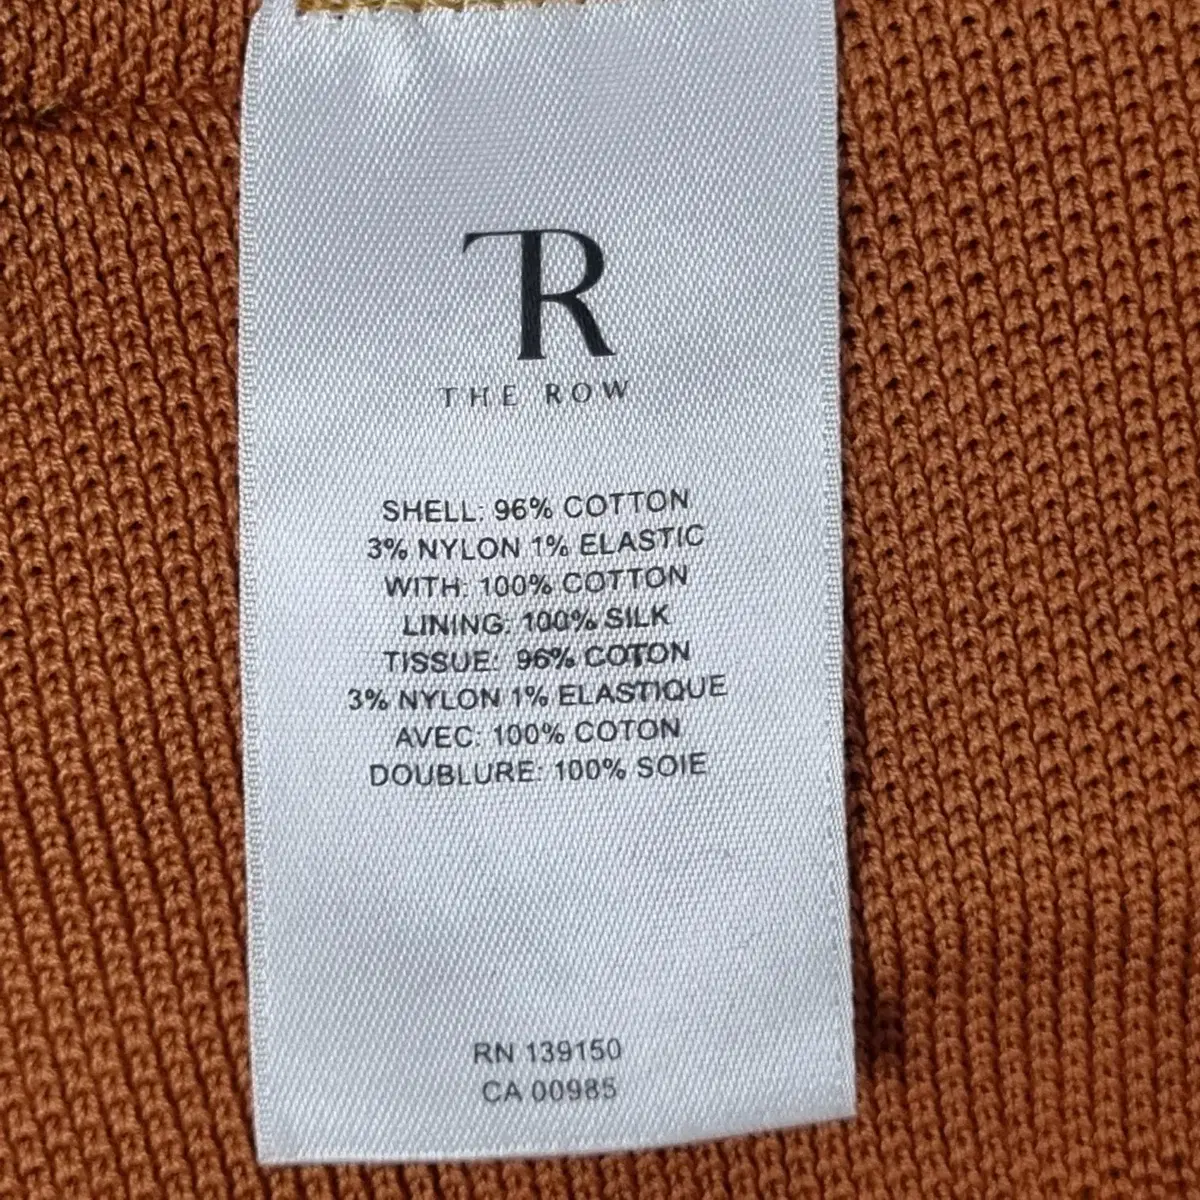 TR
THE ROW
SHELL: 96% COTTON
3% NYLON 1% ELASTIC
WITH: 100% COTTON
LINING: 100% SILK
TISSUE: 96% COTON
3% NYLON 1% ELASTIQUE
AVEC: 100% COTON
DOUBLURE: 100% SOIE
RN 139150
CA 00985